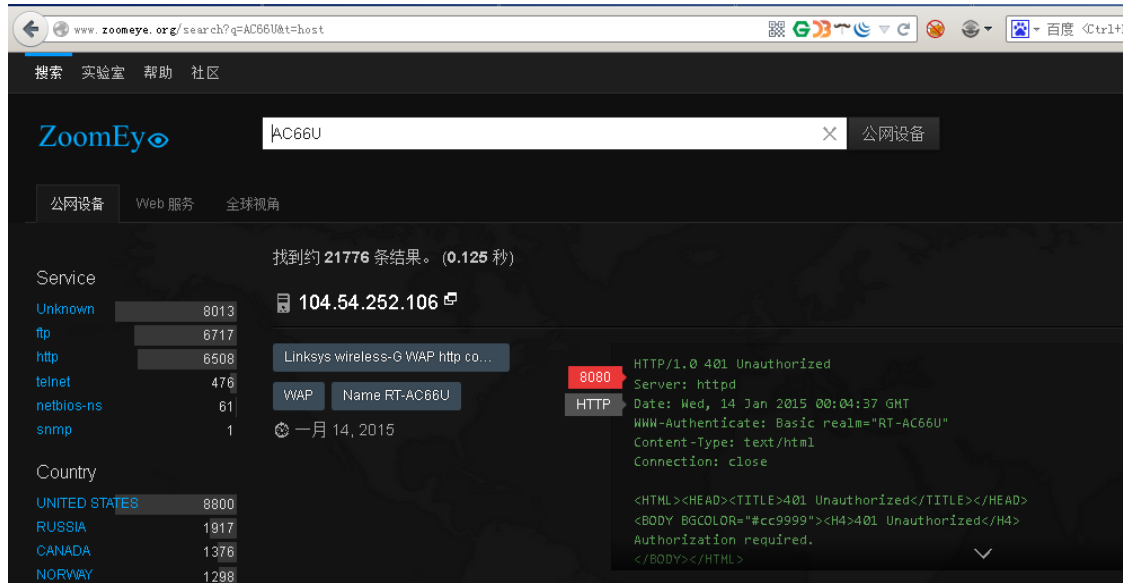 www.zoomeye.org/search?q=AC66U&t=host
百度 <Ctrl+
搜索 实验室 帮助 社区
ZoomEye
AC66U
公网设备
公网设备 Web 服务 全球视角
找到约 21776 条结果。 (0.125 秒)
Service
Unknown 8013
ftp 6717
http 6508
telnet 476
netbios-ns 61
snmp 1
Country
UNITED STATES 8800
RUSSIA 1917
CANADA 1376
NORWAY 1298
104.54.252.106
Linksys wireless-G WAP http co...
WAP Name RT-AC66U
一月 14, 2015
8080
HTTP
HTTP/1.0 401 Unauthorized
Server: httpd
Date: Wed, 14 Jan 2015 00:04:37 GMT
WWW-Authenticate: Basic realm="RT-AC66U"
Content-Type: text/html
Connection: close
<HTML><HEAD><TITLE>401 Unauthorized</TITLE></HEAD>
<BODY BGCOLOR="#cc9999"><H4>401 Unauthorized</H4>
Authorization required.
</BODY></HTML>